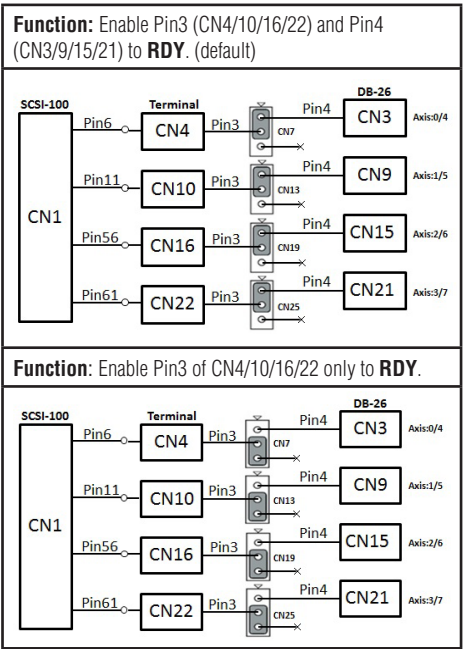 Function: Enable Pin3 (CN4/10/16/22) and Pin4
(CN3/9/15/21) to RDY. (default)
SCSI-100 Terminal DB-26
CN1
Pin6 CN4 Pin3 CN7 Pin4 CN3 Axis:0/4
Pin11 CN10 Pin3 CN13 Pin4 CN9 Axis:1/5
Pin56 CN16 Pin3 CN19 Pin4 CN15 Axis:2/6
Pin61 CN22 Pin3 CN25 Pin4 CN21 Axis:3/7
Function: Enable Pin3 of CN4/10/16/22 only to RDY.
SCSI-100 Terminal DB-26
CN1
Pin6 CN4 Pin3 CN7 Pin4 CN3 Axis:0/4
Pin11 CN10 Pin3 CN13 Pin4 CN9 Axis:1/5
Pin56 CN16 Pin3 CN19 Pin4 CN15 Axis:2/6
Pin61 CN22 Pin3 CN25 Pin4 CN21 Axis:3/7